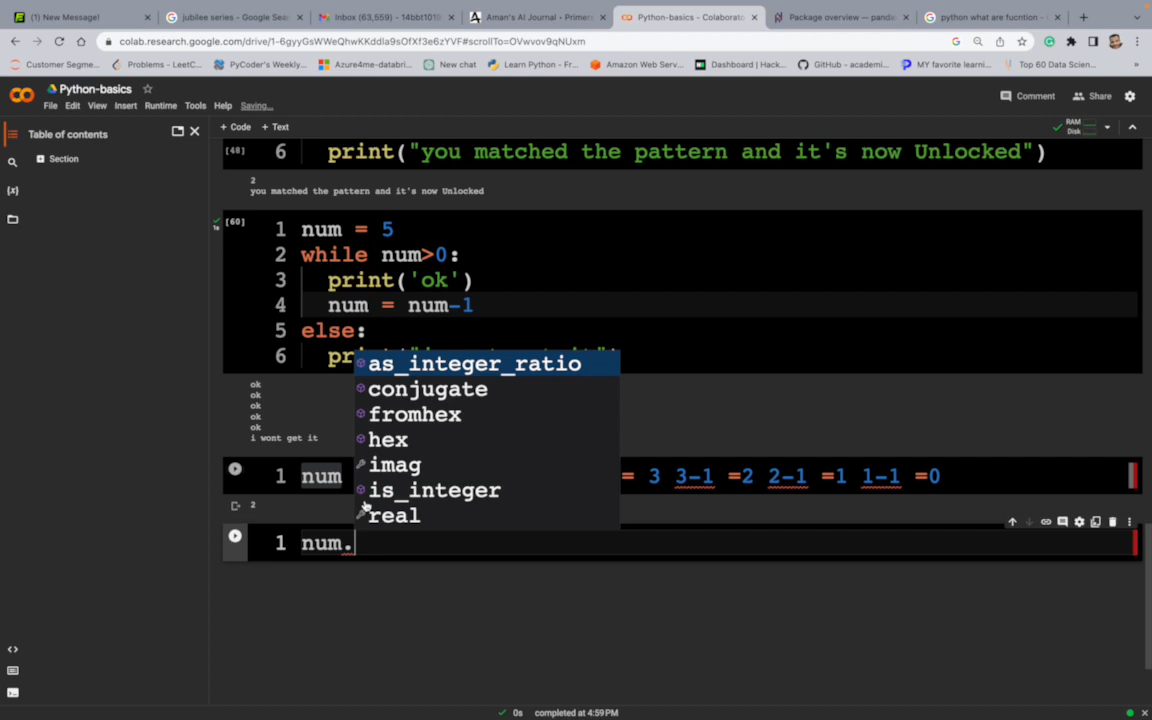 (1) New Message!
jubilee series - Google Sea
Inbox (63,559) - 14bbt1010
Aman's AI Journal • Primers
Python-basics - Colaborato
Package overview — panda
python what are fucntion - G
colab.research.google.com/drive/1-6gyyGsWWeQhwKKddla9sOfXf3e6zYVF#scrollTo=OVwvov9qNUxm
Customer Segme...
Problems - LeetC...
PyCoder's Weekly...
Azure4me-databri...
New chat
Learn Python - Fr...
Amazon Web Serv...
Dashboard | Hack...
GitHub - academi...
MY favorite learni...
Top 60 Data Scien...
Python-basics
File Edit View Insert Runtime Tools Help Saving...
Comment
Share
Table of contents
Section
+ Code + Text
RAM
Disk
[48] 6 print("you matched the pattern and it's now Unlocked")
2
you matched the pattern and it's now Unlocked
[60] 1 num = 5
1s
2 while num>0:
3 print('ok')
4 num = num-1
5 else:
6 pr
as_integer_ratio
conjugate
fromhex
hex
imag
is_integer
real
ok
ok
ok
ok
ok
i wont get it
1 num = 3 3-1 =2 2-1 =1 1-1 =0
2
1 num.
0s completed at 4:59 PM